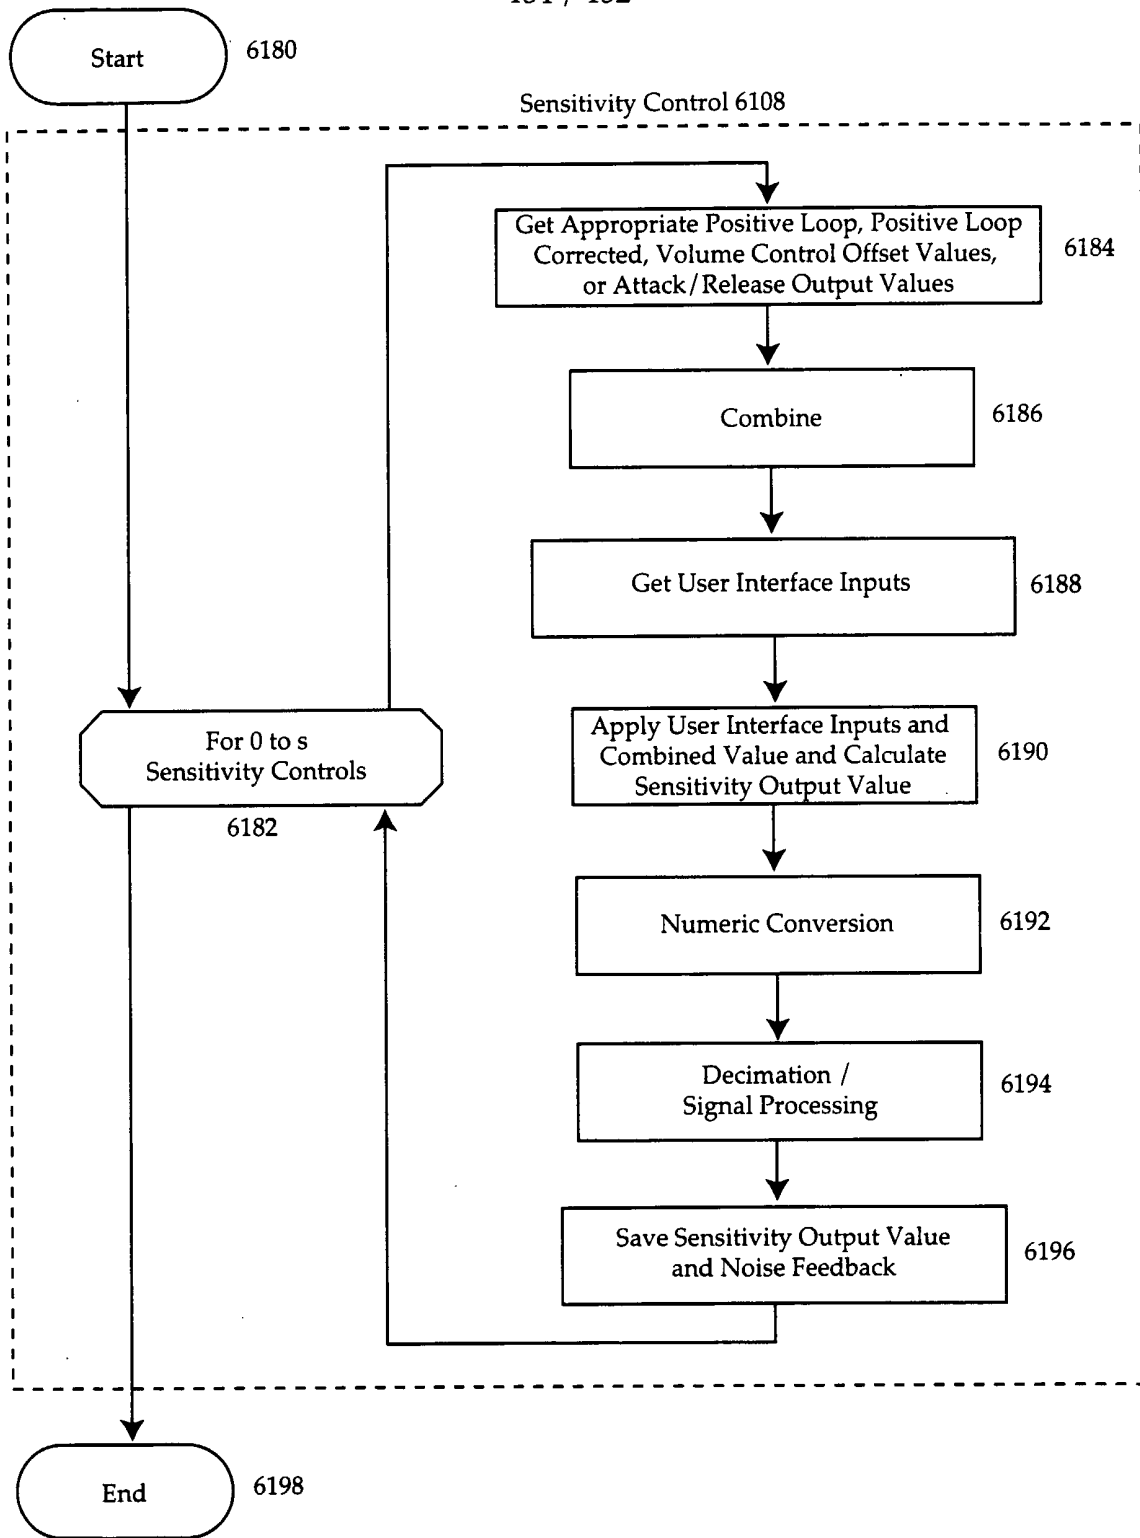 Start
6180
Sensitivity Control 6108
Get Appropriate Positive Loop, Positive Loop
Corrected, Volume Control Offset Values,
or Attack/Release Output Values
6184
Combine
6186
Get User Interface Inputs
6188
For 0 to s
Sensitivity Controls
6182
Apply User Interface Inputs and
Combined Value and Calculate
Sensitivity Output Value
6190
Numeric Conversion
6192
Decimation /
Signal Processing
6194
Save Sensitivity Output Value
and Noise Feedback
6196
End
6198